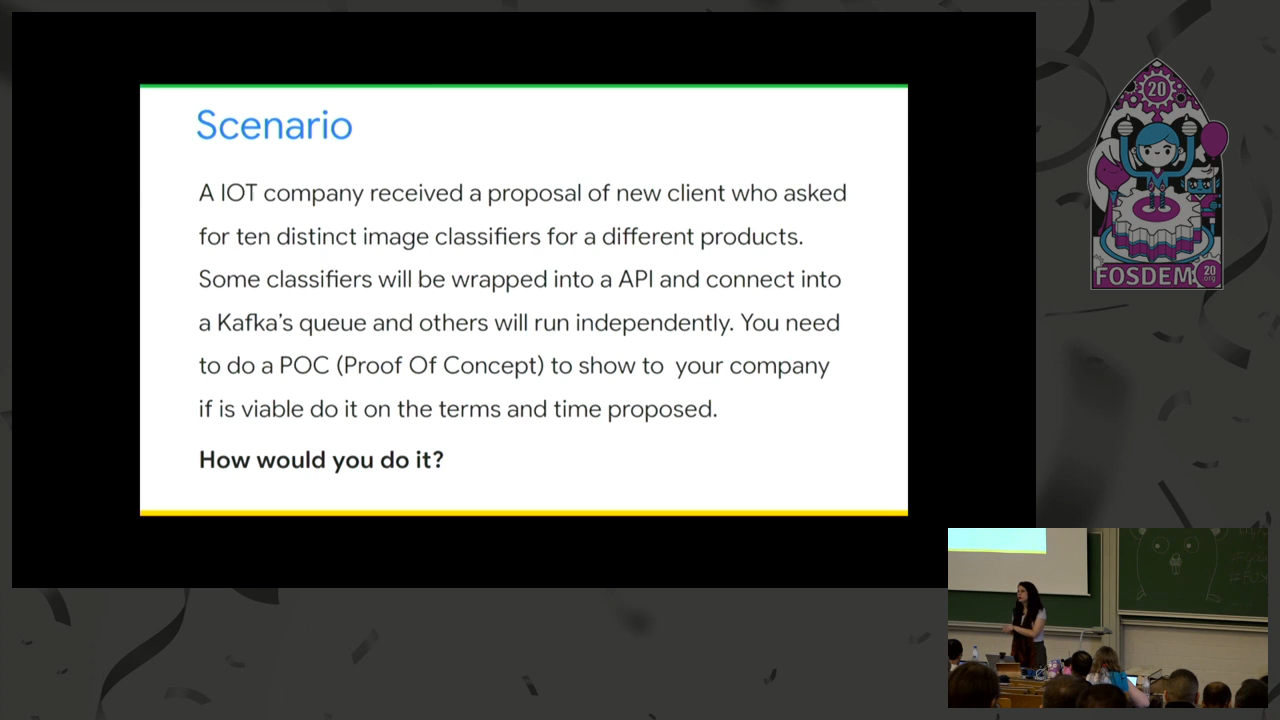 Scenario
A IOT company received a proposal of new client who asked
for ten distinct image classifiers for a different products.
Some classifiers will be wrapped into a API and connect into
a Kafka's queue and others will run independently. You need
to do a POC (Proof Of Concept) to show to  your company
if is viable do it on the terms and time proposed.
How would you do it?
20
FOSDEM
20
.org